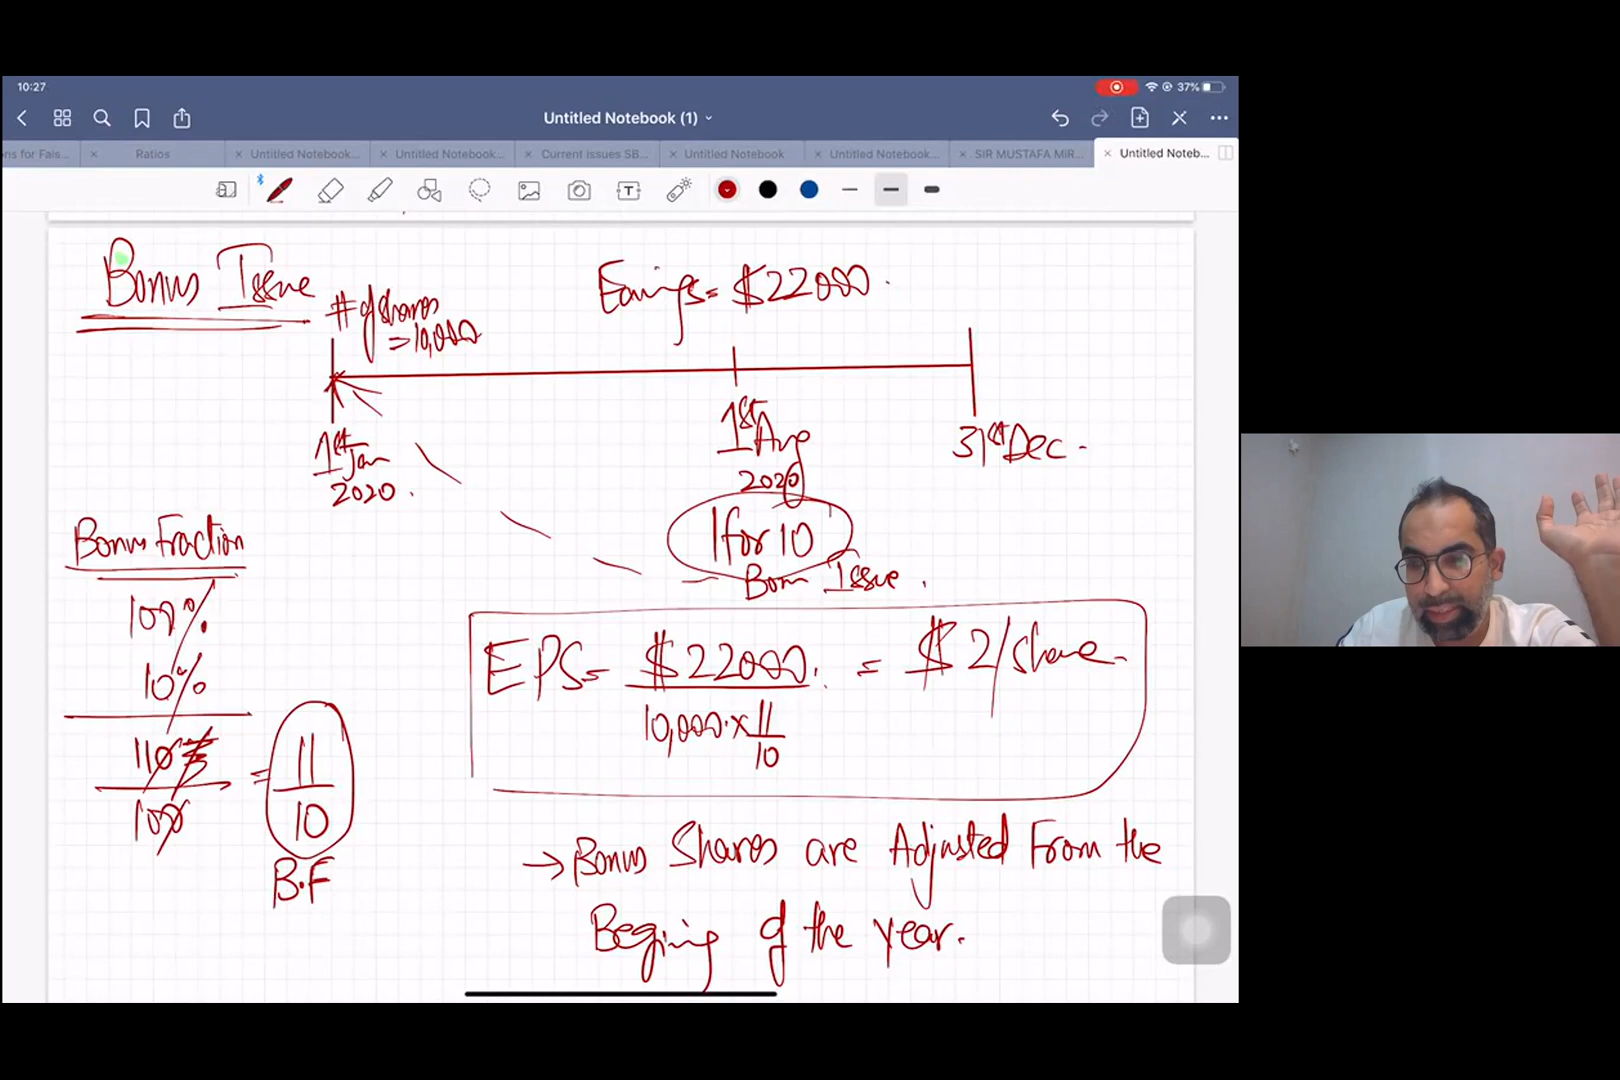 10:27
37%
Untitled Notebook (1)
ns for Fais...
Ratios
Untitled Notebook...
Untitled Notebook...
Current issues SB...
Untitled Notebook
Untitled Notebook...
SIR MUSTAFA MIR...
Untitled Noteb...
T
Bonus Issue
# of shares
= 10,000
Earnings = $22000.
1st Jan
2020.
1st Aug
2020
31st Dec.
1 for 10
Bonus Issue.
Bonus Fraction
100%
10%
110%
100
= 11
10
B.F
EPS = $22000. = $2/share.
10,000 x 11
10
→ Bonus Shares are Adjusted From the
Begining of the year.